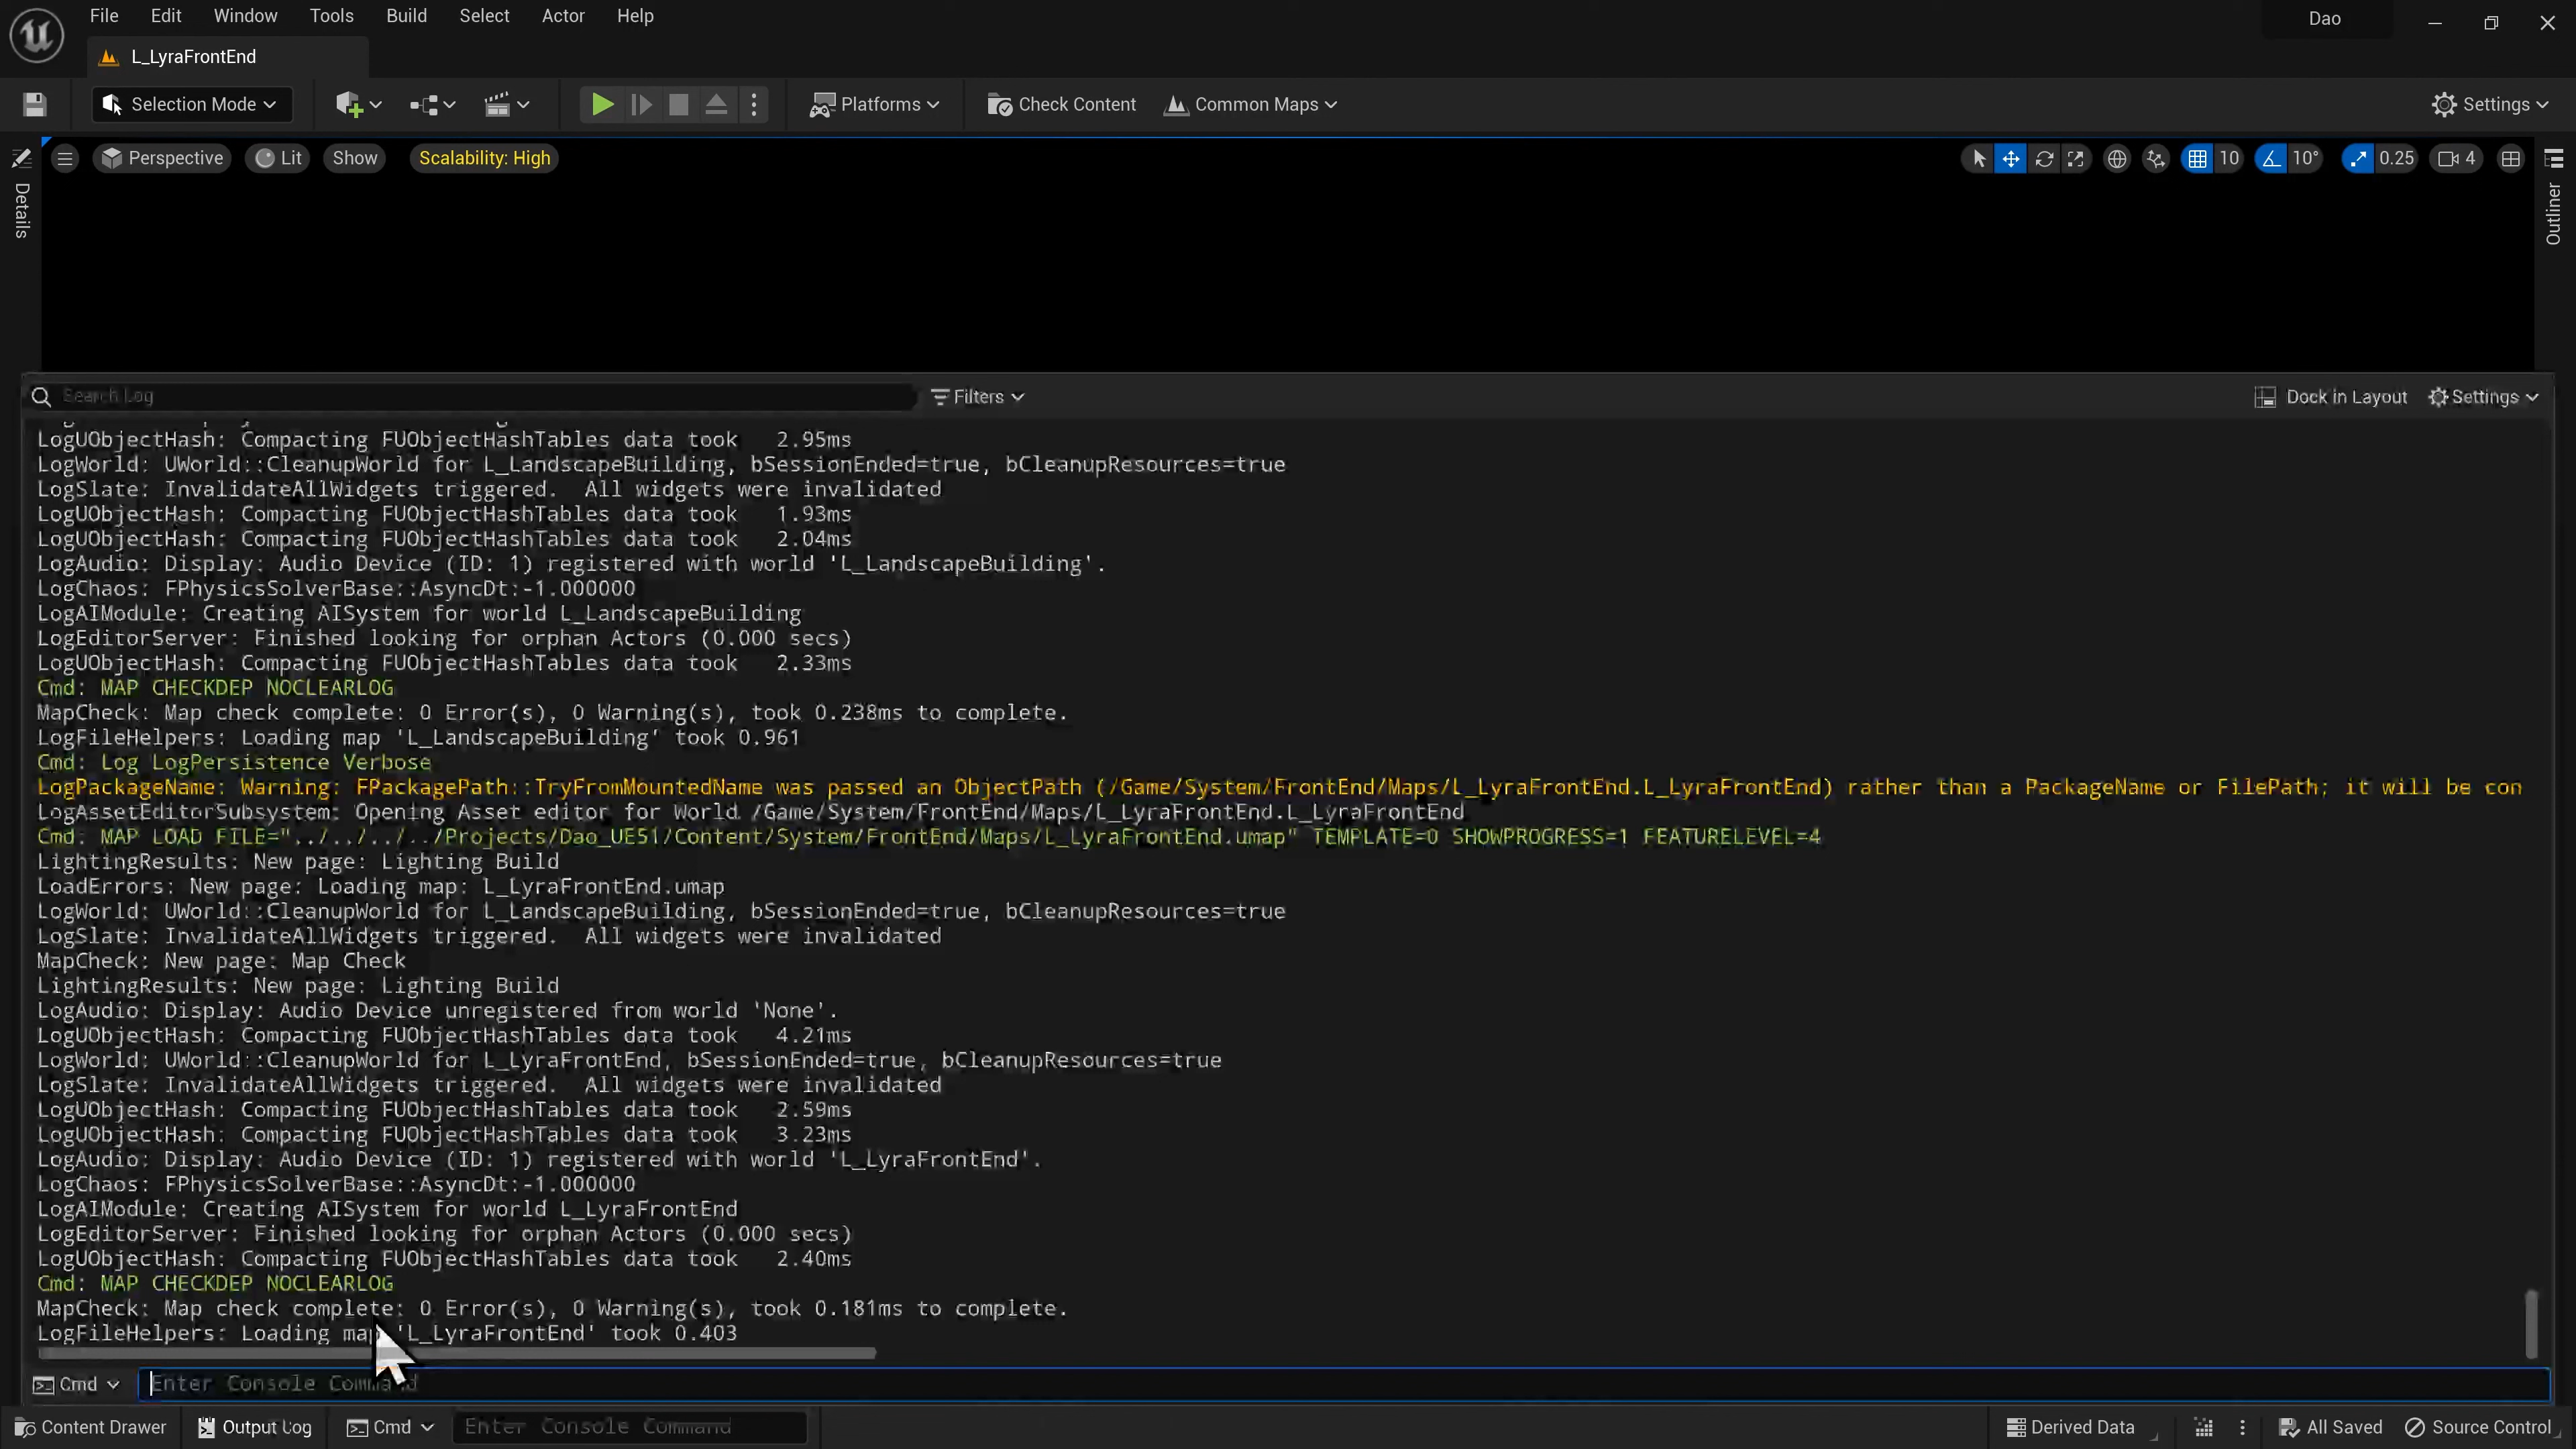 File Edit Window Tools Build Select Actor Help
Dao
L_LyraFrontEnd
Selection Mode
Platforms
Check Content
Common Maps
Settings
Perspective
Lit
Show
Scalability: High
10
10°
0.25
4
Details
Outliner
Search Log
Filters
Dock in Layout
Settings
LogUObjectHash: Compacting FUObjectHashTables data took   2.95ms
LogWorld: UWorld::CleanupWorld for L_LandscapeBuilding, bSessionEnded=true, bCleanupResources=true
LogSlate: InvalidateAllWidgets triggered.  All widgets were invalidated
LogUObjectHash: Compacting FUObjectHashTables data took   1.93ms
LogUObjectHash: Compacting FUObjectHashTables data took   2.04ms
LogAudio: Display: Audio Device (ID: 1) registered with world 'L_LandscapeBuilding'.
LogChaos: FPhysicsSolverBase::AsyncDt:-1.000000
LogAIModule: Creating AISystem for world L_LandscapeBuilding
LogEditorServer: Finished looking for orphan Actors (0.000 secs)
LogUObjectHash: Compacting FUObjectHashTables data took   2.33ms
Cmd: MAP CHECKDEP NOCLEARLOG
MapCheck: Map check complete: 0 Error(s), 0 Warning(s), took 0.238ms to complete.
LogFileHelpers: Loading map 'L_LandscapeBuilding' took 0.961
Cmd: Log LogPersistence Verbose
LogPackageName: Warning: FPackagePath::TryFromMountedName was passed an ObjectPath (/Game/System/FrontEnd/Maps/L_LyraFrontEnd.L_LyraFrontEnd) rather than a PackageName or FilePath; it will be con
LogAssetEditorSubsystem: Opening Asset editor for World /Game/System/FrontEnd/Maps/L_LyraFrontEnd.L_LyraFrontEnd
Cmd: MAP LOAD FILE="../../../../Projects/Dao_UE51/Content/System/FrontEnd/Maps/L_LyraFrontEnd.umap" TEMPLATE=0 SHOWPROGRESS=1 FEATURELEVEL=4
LightingResults: New page: Lighting Build
LoadErrors: New page: Loading map: L_LyraFrontEnd.umap
LogWorld: UWorld::CleanupWorld for L_LandscapeBuilding, bSessionEnded=true, bCleanupResources=true
LogSlate: InvalidateAllWidgets triggered.  All widgets were invalidated
MapCheck: New page: Map Check
LightingResults: New page: Lighting Build
LogAudio: Display: Audio Device unregistered from world 'None'.
LogUObjectHash: Compacting FUObjectHashTables data took   4.21ms
LogWorld: UWorld::CleanupWorld for L_LyraFrontEnd, bSessionEnded=true, bCleanupResources=true
LogSlate: InvalidateAllWidgets triggered.  All widgets were invalidated
LogUObjectHash: Compacting FUObjectHashTables data took   2.59ms
LogUObjectHash: Compacting FUObjectHashTables data took   3.23ms
LogAudio: Display: Audio Device (ID: 1) registered with world 'L_LyraFrontEnd'.
LogChaos: FPhysicsSolverBase::AsyncDt:-1.000000
LogAIModule: Creating AISystem for world L_LyraFrontEnd
LogEditorServer: Finished looking for orphan Actors (0.000 secs)
LogUObjectHash: Compacting FUObjectHashTables data took   2.40ms
Cmd: MAP CHECKDEP NOCLEARLOG
MapCheck: Map check complete: 0 Error(s), 0 Warning(s), took 0.181ms to complete.
LogFileHelpers: Loading map 'L_LyraFrontEnd' took 0.403
Cmd
Enter Console Command
Content Drawer
Output Log
Cmd
Enter Console Command
Derived Data
All Saved
Source Control